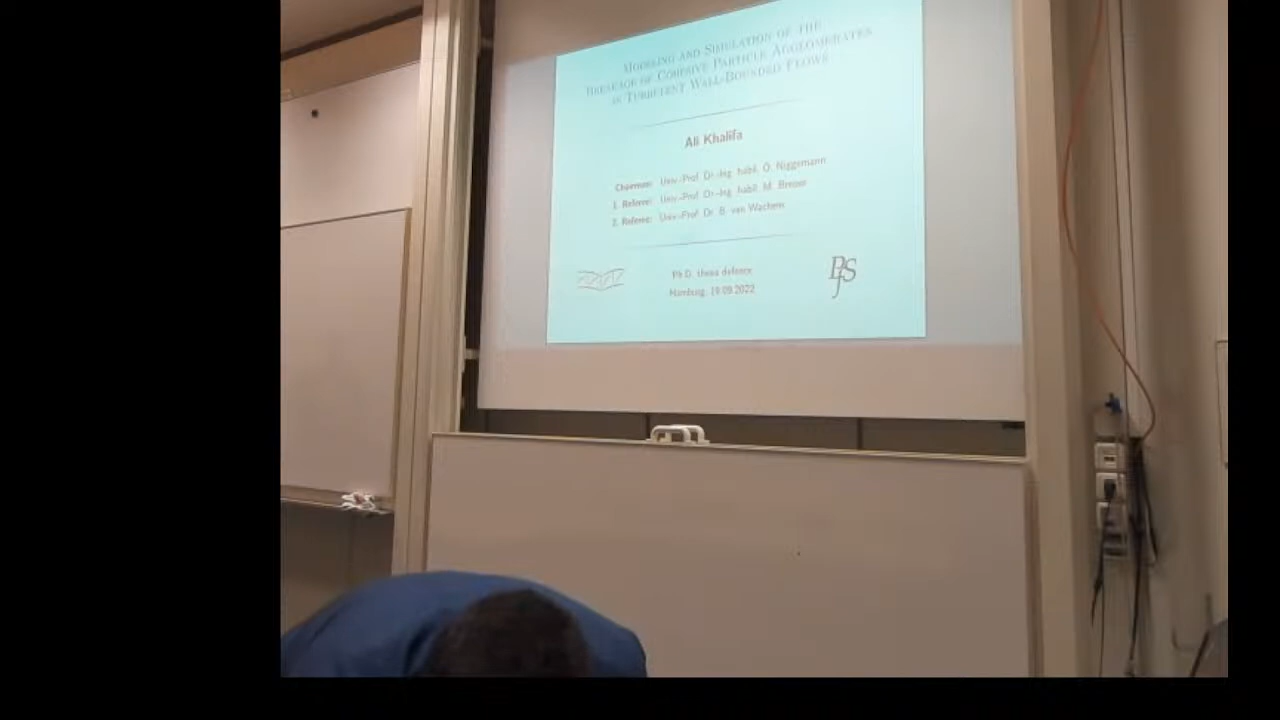 Modeling and Simulation of the
Breakage of Cohesive Particle Agglomerates
in Turbulent Wall-Bounded Flows
Ali Khalifa
Chairman: Univ.-Prof. Dr.-Ing. habil. O. Niggemann
1. Referee: Univ.-Prof. Dr.-Ing. habil. M. Breuer
2. Referee: Univ.-Prof. Dr. B. van Wachem
Ph.D. thesis defence
Hamburg, 19.09.2022
PfS